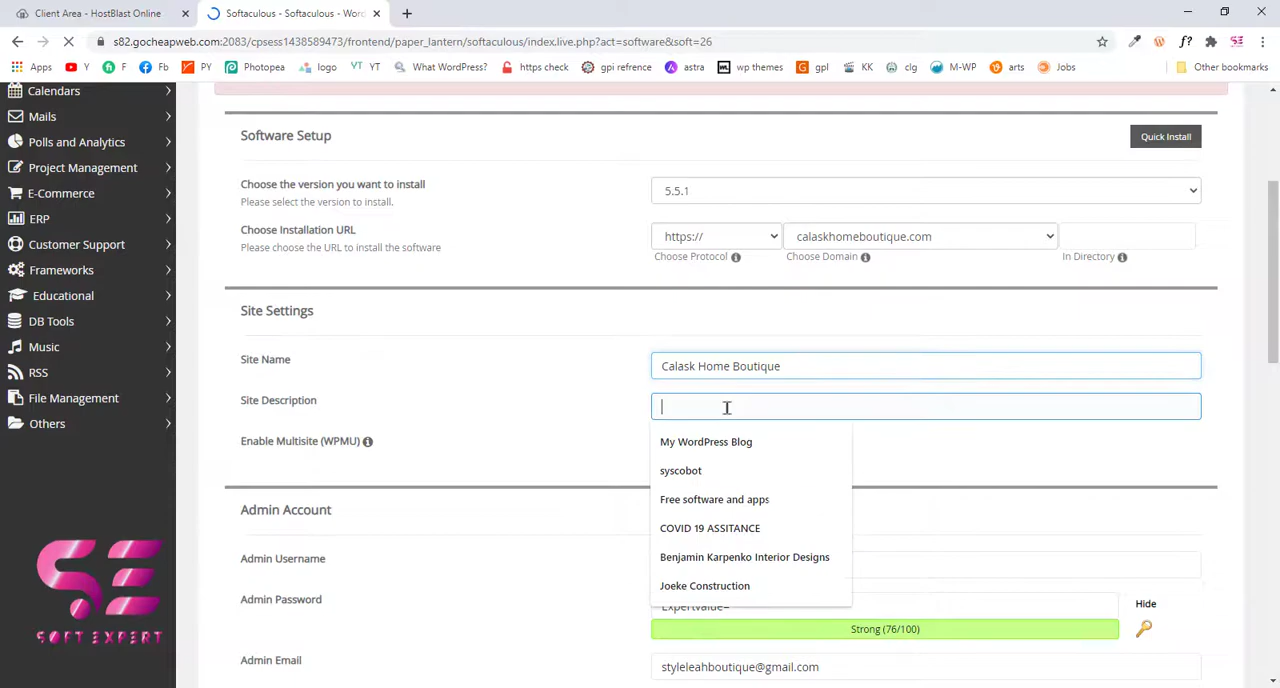 Client Area - HostBlast Online
Softaculous - Softaculous - Wor
s82.gocheapweb.com:2083/cpsess1438589473/frontend/paper_lantern/softaculous/index.live.php?act=software&soft=26
Apps Y F Fb PY Photopea logo YT YT What WordPress? https check gpi refrence astra wp themes gpl KK clg M-WP arts Jobs Other bookmarks
Calendars
Mails
Polls and Analytics
Project Management
E-Commerce
ERP
Customer Support
Frameworks
Educational
DB Tools
Music
RSS
File Management
Others
SOFT EXPERT
Software Setup
Quick Install
Choose the version you want to install
Please select the version to install.
5.5.1
Choose Installation URL
Please choose the URL to install the software
https://
calaskhomeboutique.com
Choose Protocol
Choose Domain
In Directory
Site Settings
Site Name
Calask Home Boutique
Site Description
My WordPress Blog
syscobot
Free software and apps
COVID 19 ASSITANCE
Benjamin Karpenko Interior Designs
Joeke Construction
Enable Multisite (WPMU)
Admin Account
Admin Username
Admin Password
Expertvalue=
Hide
Strong (76/100)
Admin Email
styleleahboutique@gmail.com